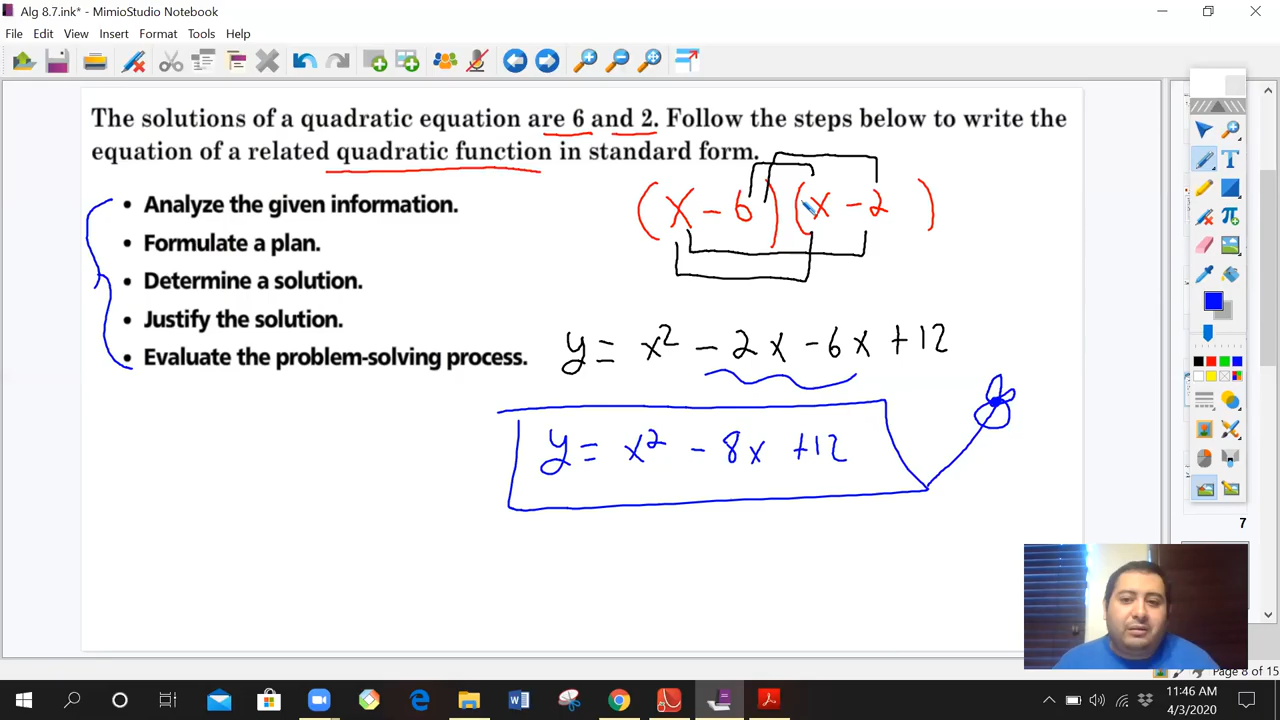 Alg 8.7.ink* - MimioStudio Notebook
File Edit View Insert Format Tools Help
The solutions of a quadratic equation are 6 and 2. Follow the steps below to write the
equation of a related quadratic function in standard form.
• Analyze the given information.
• Formulate a plan.
• Determine a solution.
• Justify the solution.
• Evaluate the problem-solving process.
(x - 6)(x - 2)
y = x² - 2x - 6x + 12
y = x² - 8x + 12
7
Page 8 of 15
11:46 AM
4/3/2020